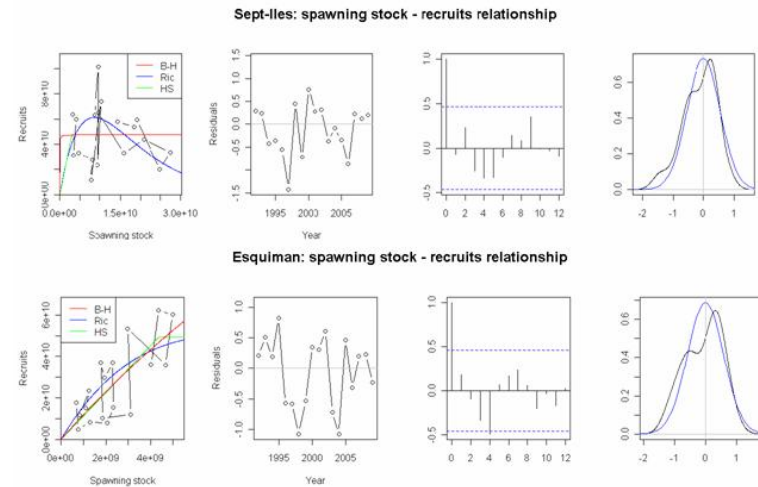 Sept-Iles: spawning stock - recruits relationship
B-H
Ric
HS
Recruits
0e+00 4e+10 8e+10
0.0e+00 1.5e+10 3.0e+10
Spawning stock
Residuals
-1.5 -0.5 0.0 0.5 1.0 1.5
1995 2000 2005
Year
-0.5 0.0 0.5 1.0
0 2 4 6 8 10 12
0.0 0.2 0.4 0.6
-2 -1 0 1
Esquiman: spawning stock - recruits relationship
B-H
Ric
HS
Recruits
0e+00 2e+10 4e+10 6e+10
0e+00 2e+09 4e+09
Spawning stock
Residuals
-1.0 -0.5 0.0 0.5 1.0
1995 2000 2005
Year
-0.5 0.0 0.5 1.0
0 2 4 6 8 10 12
0.0 0.2 0.4 0.6
-2 -1 0 1